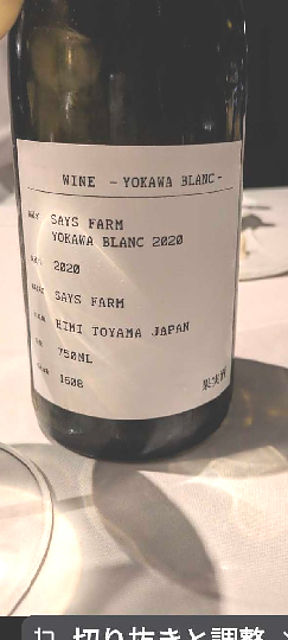 WINE - YOKAWA BLANC -
SAYS FARM
YOKAWA BLANC 2020
2020
SAYS FARM
HIMI TOYAMA JAPAN
750ML
1608
果実酒
切り抜きと調整